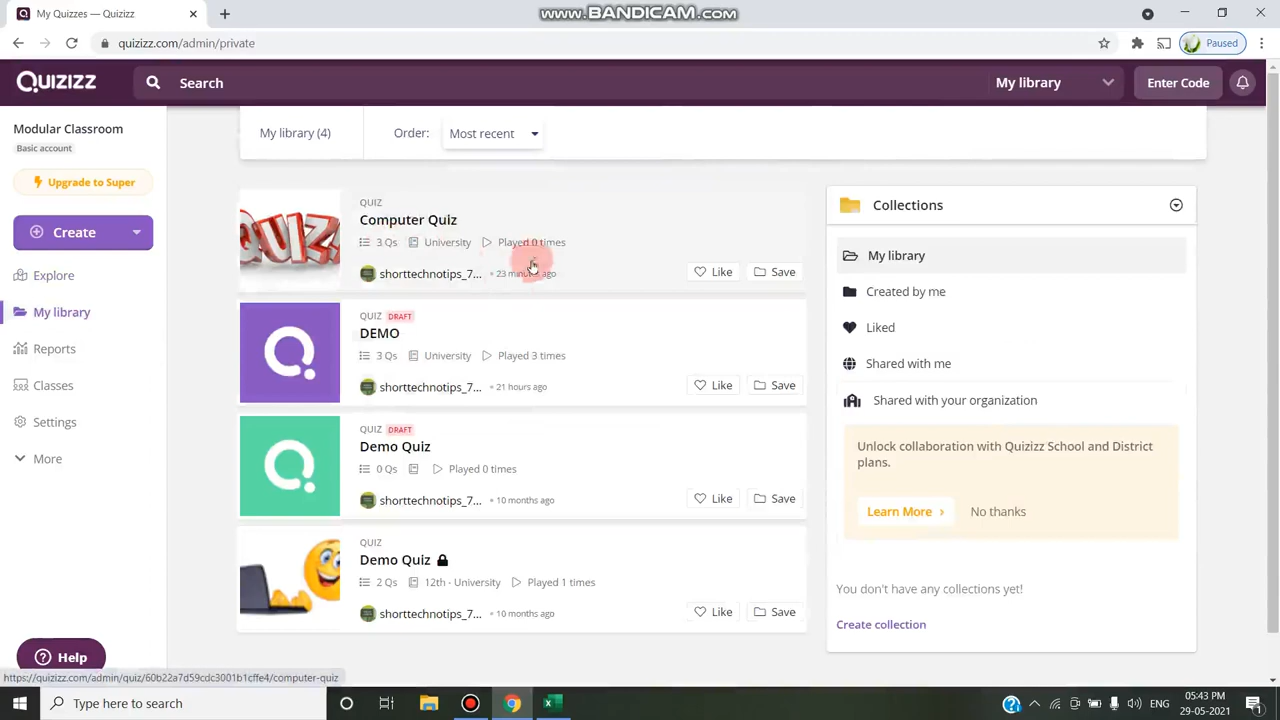 www.BANDICAM.com
My Quizzes — Quizizz
quizizz.com/admin/private
Paused
QUIZIZZ
Search
My library
Enter Code
Modular Classroom
Basic account
Upgrade to Super
Create
Explore
My library
Reports
Classes
Settings
More
Help
My library (4)
Order:
Most recent
QUIZ
Computer Quiz
3 Qs
University
Played 0 times
shorttechnotips_7...
• 23 minutes ago
Like
Save
QUIZ DRAFT
DEMO
3 Qs
University
Played 3 times
shorttechnotips_7...
• 21 hours ago
Like
Save
QUIZ DRAFT
Demo Quiz
0 Qs
Played 0 times
shorttechnotips_7...
• 10 months ago
Like
Save
QUIZ
Demo Quiz
2 Qs
12th - University
Played 1 times
shorttechnotips_7...
• 10 months ago
Like
Save
Collections
My library
Created by me
Liked
Shared with me
Shared with your organization
Unlock collaboration with Quizizz School and District
plans.
Learn More ›
No thanks
You don't have any collections yet!
Create collection
https://quizizz.com/admin/quiz/60b22a7d59cdc3001b1cffe4/computer-quiz
Type here to search
ENG
05:43 PM
29-05-2021